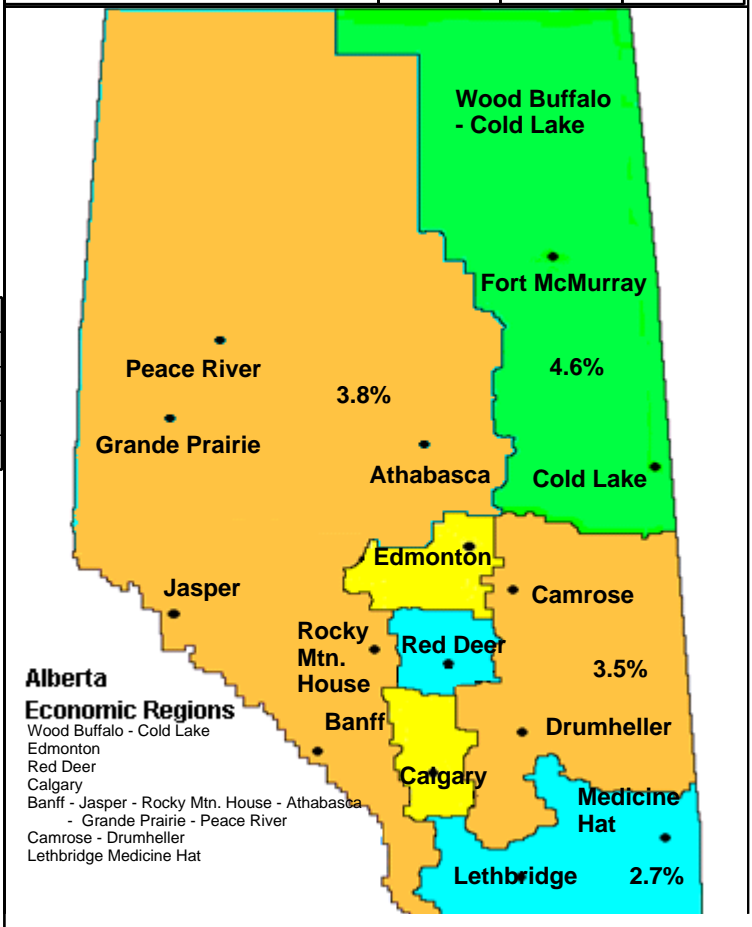 Wood Buffalo
- Cold Lake
Fort McMurray
Peace River
4.6%
3.8%
Grande Prairie
Athabasca
Cold Lake
Edmonton
Jasper
Camrose
Rocky
Mtn.
House
Red Deer
3.5%
Banff
Drumheller
Calgary
Medicine
Hat
Lethbridge
2.7%
Alberta
Economic Regions
Wood Buffalo - Cold Lake
Edmonton
Red Deer
Calgary
Banff - Jasper - Rocky Mtn. House - Athabasca
- Grande Prairie - Peace River
Camrose - Drumheller
Lethbridge Medicine Hat